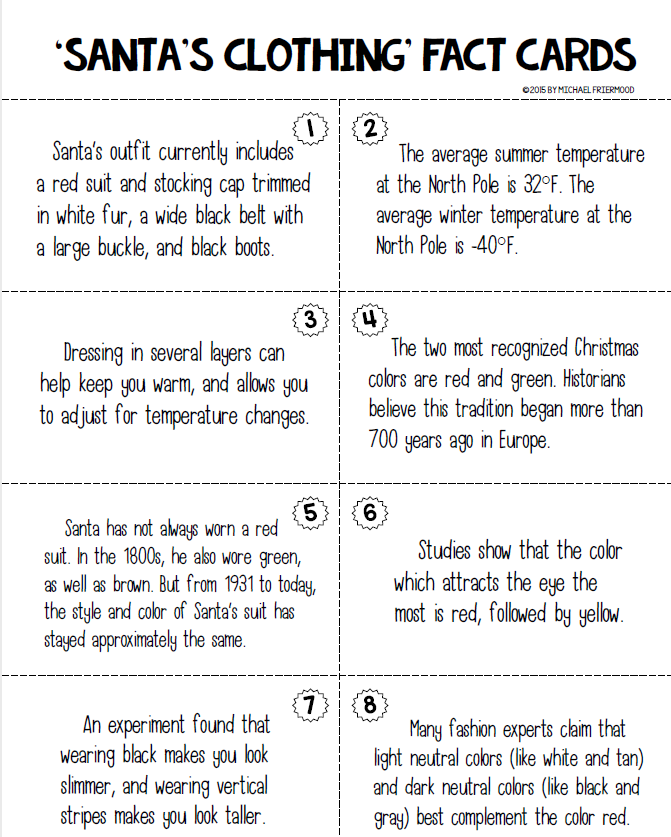 'SANTA'S CLOTHING' FACT CARDS
©2015 BY MICHAEL FRIERMOOD
1
Santa's outfit currently includes
a red suit and stocking cap trimmed
in white fur, a wide black belt with
a large buckle, and black boots.
2
The average summer temperature
at the North Pole is 32°F. The
average winter temperature at the
North Pole is -40°F.
3
Dressing in several layers can
help keep you warm, and allows you
to adjust for temperature changes.
4
The two most recognized Christmas
colors are red and green. Historians
believe this tradition began more than
700 years ago in Europe.
5
Santa has not always worn a red
suit. In the 1800s, he also wore green,
as well as brown. But from 1931 to today,
the style and color of Santa's suit has
stayed approximately the same.
6
Studies show that the color
which attracts the eye the
most is red, followed by yellow.
7
An experiment found that
wearing black makes you look
slimmer, and wearing vertical
stripes makes you look taller.
8
Many fashion experts claim that
light neutral colors (like white and tan)
and dark neutral colors (like black and
gray) best complement the color red.